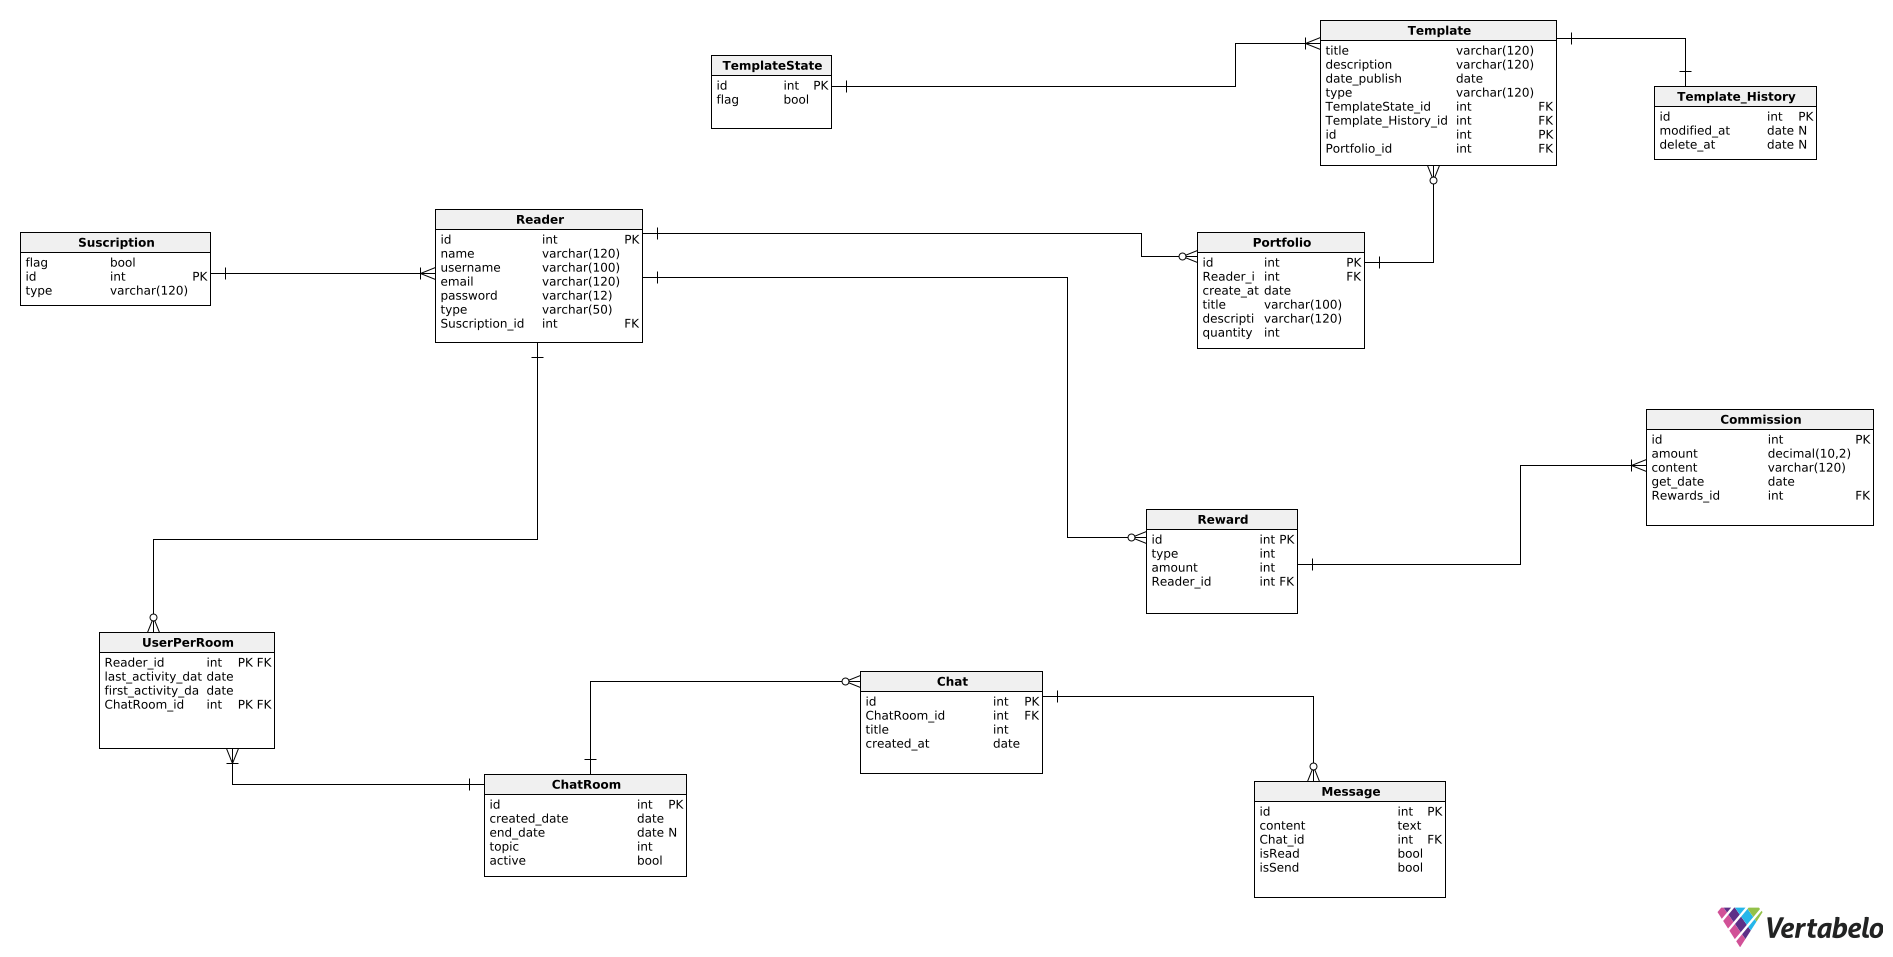 Template
title varchar(120)
description varchar(120)
date_publish date
type varchar(120)
TemplateState_id int FK
Template_History_id int FK
id int PK
Portfolio_id int FK
TemplateState
id int PK
flag bool
Template_History
id int PK
modified_at date N
delete_at date N
Reader
id int PK
name varchar(120)
username varchar(100)
email varchar(120)
password varchar(12)
type varchar(50)
Suscription_id int FK
Suscription
flag bool
id int PK
type varchar(120)
Portfolio
id int PK
Reader_i int FK
create_at date
title varchar(100)
descripti varchar(120)
quantity int
Commission
id int PK
amount decimal(10,2)
content varchar(120)
get_date date
Rewards_id int FK
Reward
id int PK
type int
amount int
Reader_id int FK
UserPerRoom
Reader_id int PK FK
last_activity_dat date
first_activity_da date
ChatRoom_id int PK FK
Chat
id int PK
ChatRoom_id int FK
title int
created_at date
ChatRoom
id int PK
created_date date
end_date date N
topic int
active bool
Message
id int PK
content text
Chat_id int FK
isRead bool
isSend bool
Vertabelo